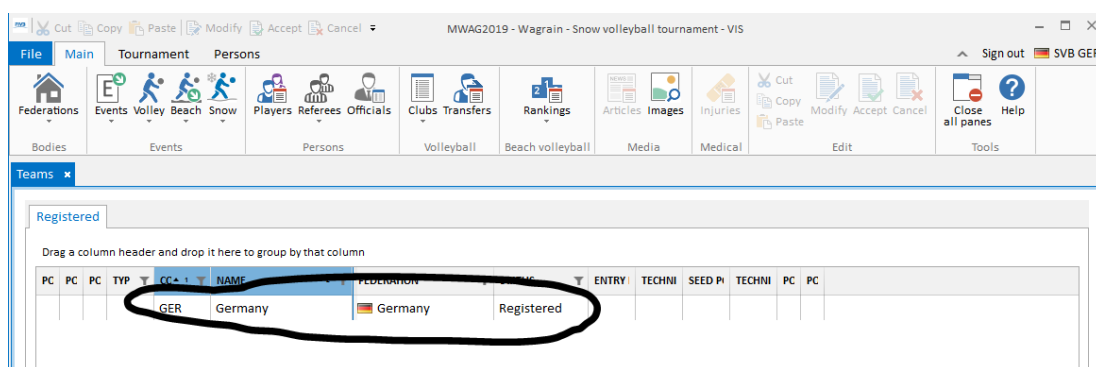 Cut Copy Paste Modify Accept Cancel MWAG2019 - Wagrain - Snow volleyball tournament - VIS
File Main Tournament Persons Sign out SVB GER
Federations Events Volley Beach Snow Players Referees Officials Clubs Transfers Rankings Articles Images Injuries Cut Copy Paste Modify Accept Cancel Close all panes Help
Bodies Events Persons Volleyball Beach volleyball Media Medical Edit Tools
Teams
Registered
Drag a column header and drop it here to group by that column
PC PC PC TYP NAME ENTRY TECHNI SEED TECHNI PC PC
GER Germany Germany Registered